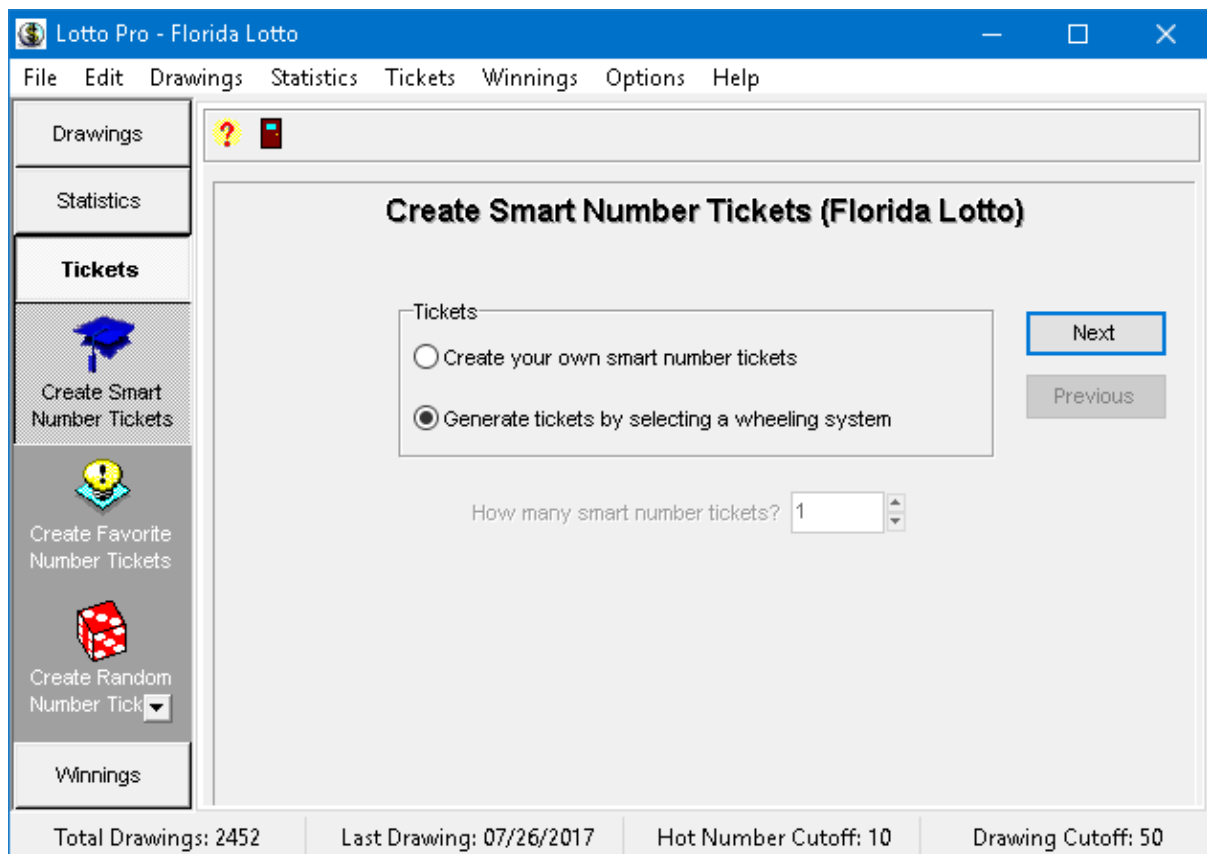 Lotto Pro - Florida Lotto
File Edit Drawings Statistics Tickets Winnings Options Help
Drawings
Statistics
Tickets
Create Smart
Number Tickets
Create Favorite
Number Tickets
Create Random
Number Tick
Winnings
?
Create Smart Number Tickets (Florida Lotto)
Tickets
Create your own smart number tickets
Generate tickets by selecting a wheeling system
Next
Previous
How many smart number tickets? 1
Total Drawings: 2452 Last Drawing: 07/26/2017 Hot Number Cutoff: 10 Drawing Cutoff: 50